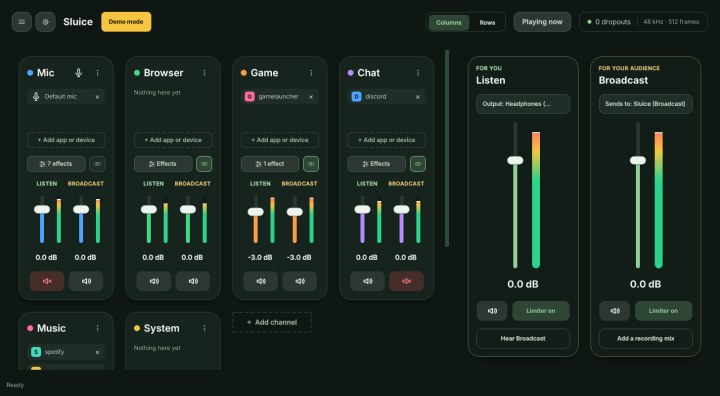 Sluice
Demo mode
Columns
Rows
Playing now
0 dropouts
48 kHz · 512 frames
Mic
Default mic
×
+ Add app or device
7 effects
LISTEN
BROADCAST
0.0 dB
0.0 dB
Browser
Nothing here yet
+ Add app or device
Effects
LISTEN
BROADCAST
0.0 dB
0.0 dB
Game
G
gamelauncher
×
+ Add app or device
1 effect
LISTEN
BROADCAST
-3.0 dB
-3.0 dB
Chat
D
discord
×
+ Add app or device
Effects
LISTEN
BROADCAST
0.0 dB
0.0 dB
Music
S
spotify
×
System
Nothing here yet
+ Add channel
FOR YOU
Listen
Output: Headphones (...
0.0 dB
Limiter on
Hear Broadcast
FOR YOUR AUDIENCE
Broadcast
Sends to: Sluice (Broadcast)
0.0 dB
Limiter on
Add a recording mix
Ready